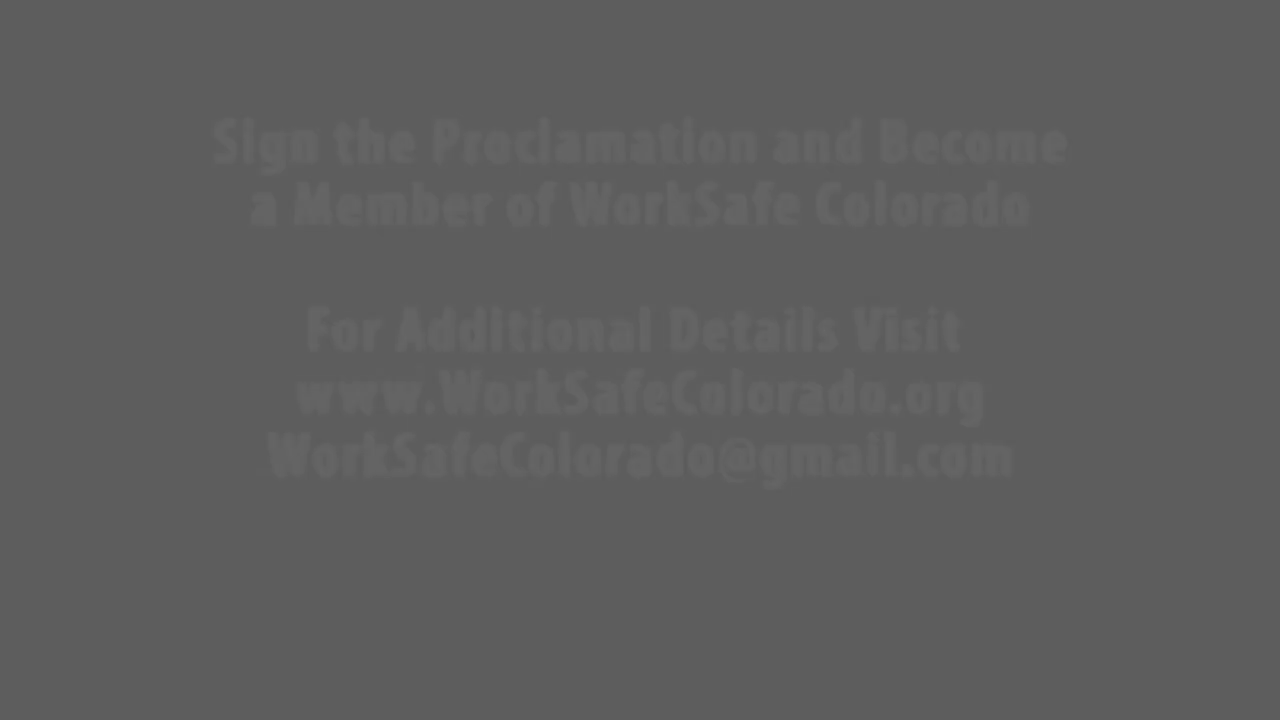 Sign the Proclamation and Become
a Member of WorkSafe Colorado
For Additional Details Visit
www.WorkSafeColorado.org
WorkSafeColorado@gmail.com